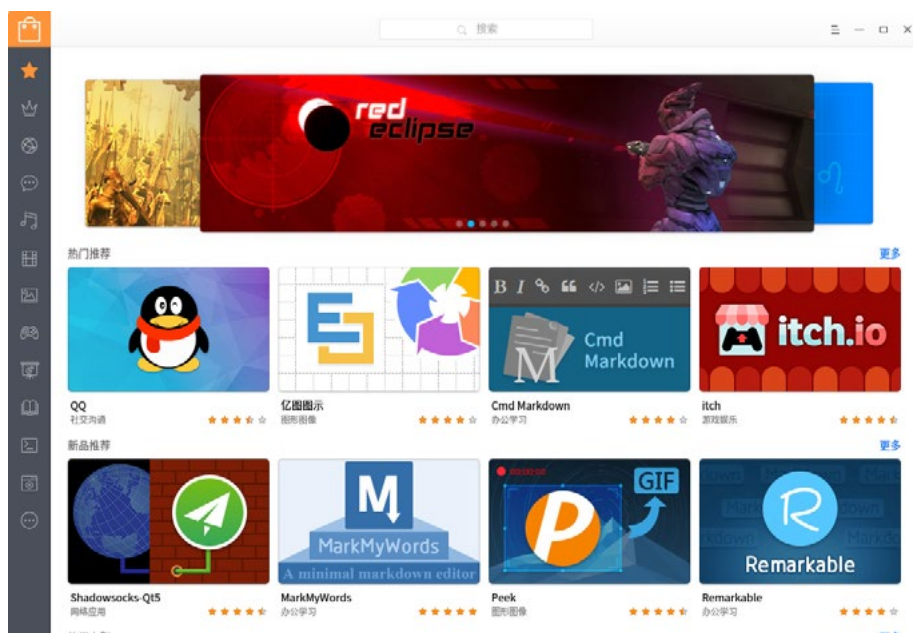 搜索
red
eclipse
热门推荐
更多
B I
Cmd
Markdown
itch.io
QQ
社交沟通
亿图图示
图形图像
Cmd Markdown
办公学习
itch
游戏娱乐
新品推荐
更多
M
MarkMyWords
A minimal markdown editor
00:00:00
GIF
Remarkable
Shadowsocks-Qt5
网络应用
MarkMyWords
办公学习
Peek
图形图像
Remarkable
办公学习